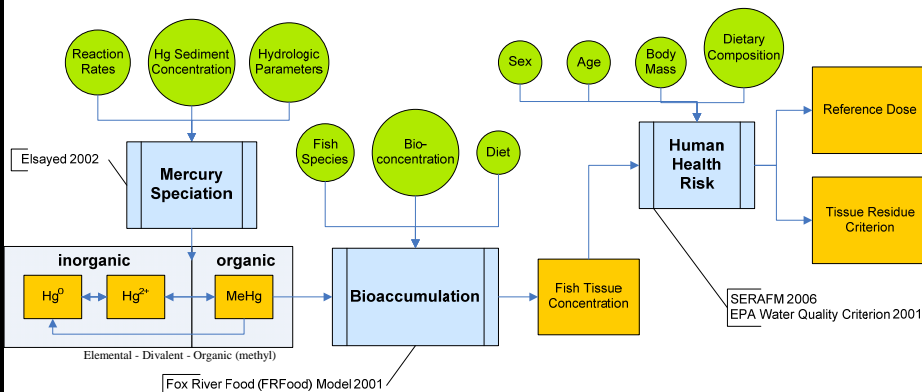 Reaction
Rates
Hg Sediment
Concentration
Hydrologic
Parameters
Elsayed 2002
Mercury
Speciation
inorganic
organic
Hg⁰
Hg²⁺
MeHg
Elemental - Divalent - Organic (methyl)
Fish
Species
Bio-
concentration
Diet
Bioaccumulation
Fox River Food (FRFood) Model 2001
Fish Tissue
Concentration
Sex
Age
Body
Mass
Dietary
Composition
Human
Health
Risk
SERAFM 2006
EPA Water Quality Criterion 2001
Reference Dose
Tissue Residue
Criterion